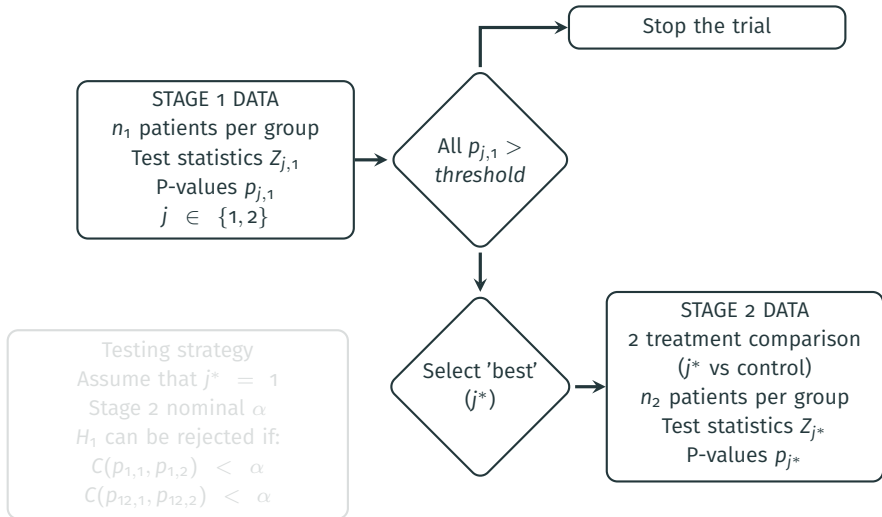 Stop the trial
STAGE 1 DATA
n₁ patients per group
Test statistics Z_{j,1}
P-values p_{j,1}
j ∈ {1, 2}
All p_{j,1} >
threshold
Select 'best'
(j*)
STAGE 2 DATA
2 treatment comparison
(j* vs control)
n₂ patients per group
Test statistics Z_{j*}
P-values p_{j*}
Testing strategy
Assume that j* = 1
Stage 2 nominal α
H₁ can be rejected if:
C(p_{1,1}, p_{1,2}) < α
C(p_{12,1}, p_{12,2}) < α